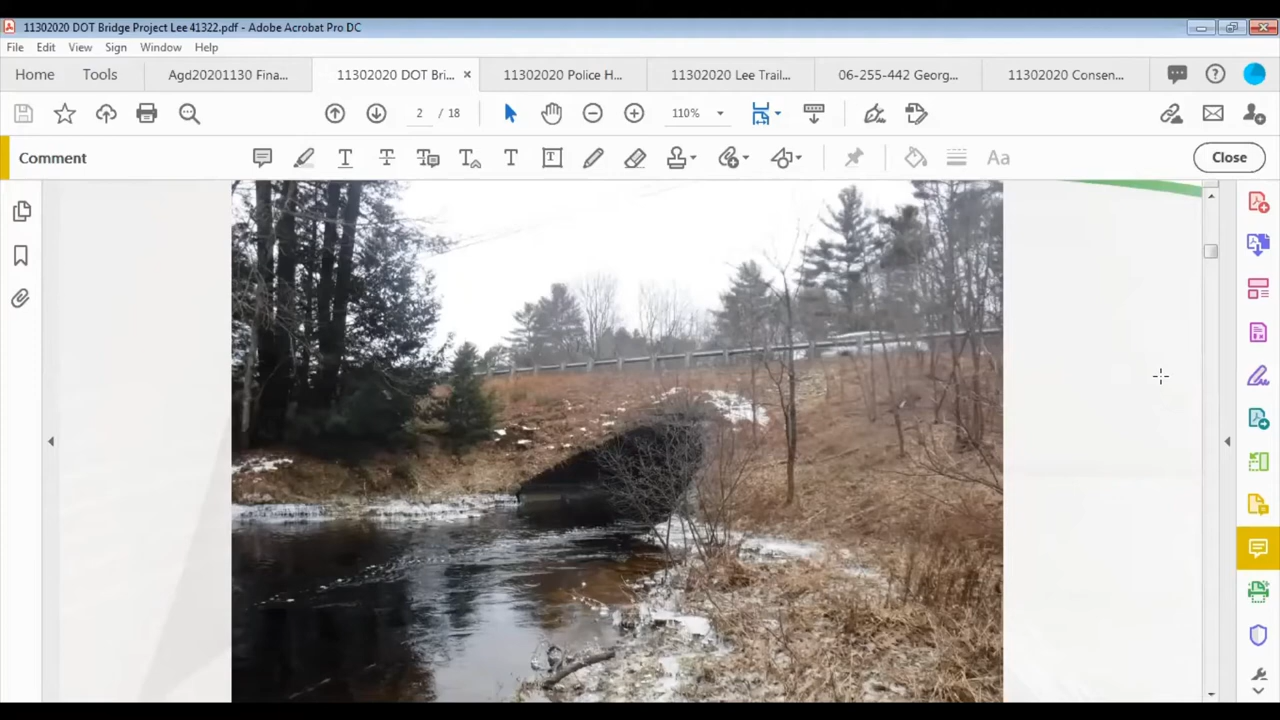 11302020 DOT Bridge Project Lee 41322.pdf - Adobe Acrobat Pro DC
File Edit View Sign Window Help
Home Tools Agd20201130 Fina... 11302020 DOT Bri... × 11302020 Police H... 11302020 Lee Trail... 06-255-442 Georg... 11302020 Consen...
2 / 18 110%
Comment Aa Close